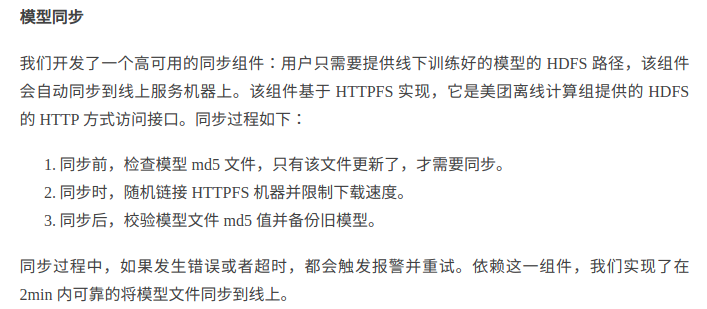 模型同步
我们开发了一个高可用的同步组件：用户只需要提供线下训练好的模型的 HDFS 路径，该组件
会自动同步到线上服务机器上。该组件基于 HTTPFS 实现，它是美团离线计算组提供的 HDFS
的 HTTP 方式访问接口。同步过程如下：
1. 同步前，检查模型 md5 文件，只有该文件更新了，才需要同步。
2. 同步时，随机链接 HTTPFS 机器并限制下载速度。
3. 同步后，校验模型文件 md5 值并备份旧模型。
同步过程中，如果发生错误或者超时，都会触发报警并重试。依赖这一组件，我们实现了在
2min 内可靠的将模型文件同步到线上。